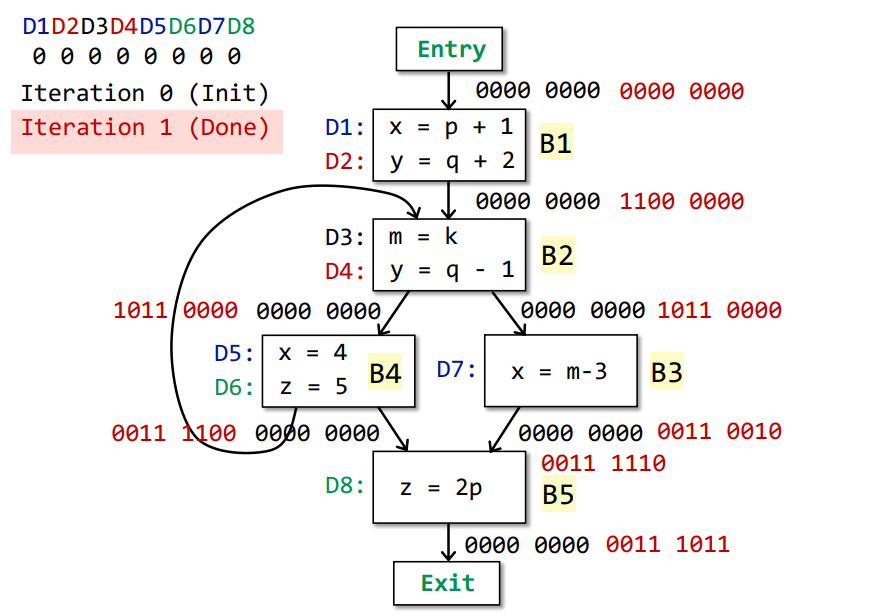 D1D2D3D4D5D6D7D8
0 0 0 0 0 0 0 0
Iteration 0 (Init)
Iteration 1 (Done)
Entry
0000 0000 0000 0000
D1: x = p + 1
D2: y = q + 2
B1
0000 0000 1100 0000
D3: m = k
D4: y = q - 1
B2
1011 0000 0000 0000
0000 0000 1011 0000
D5: x = 4
D6: z = 5
B4
D7: x = m-3
B3
0011 1100 0000 0000
0000 0000 0011 0010
0011 1110
D8: z = 2p
B5
0000 0000 0011 1011
Exit